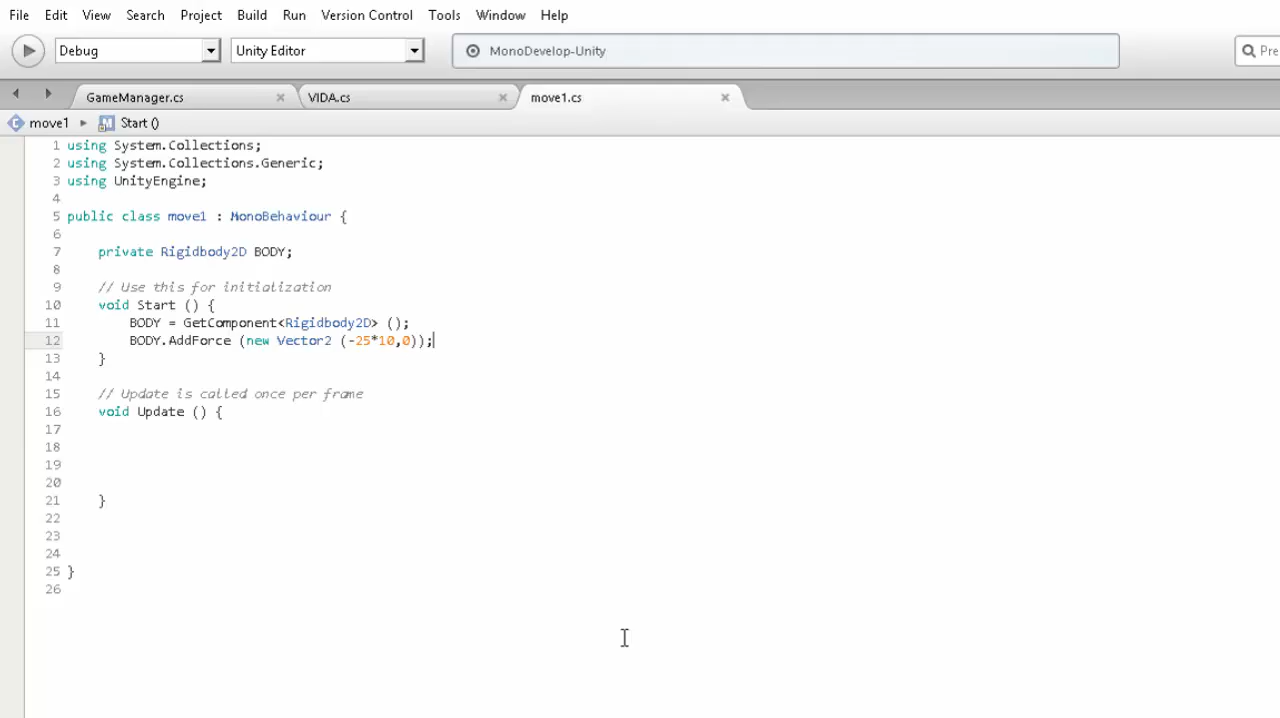 File Edit View Search Project Build Run Version Control Tools Window Help
Debug Unity Editor MonoDevelop-Unity Pre
GameManager.cs VIDA.cs move1.cs
move1 Start ()
1 using System.Collections;
2 using System.Collections.Generic;
3 using UnityEngine;
4
5 public class move1 : MonoBehaviour {
6
7 private Rigidbody2D BODY;
8
9 // Use this for initialization
10 void Start () {
11 BODY = GetComponent<Rigidbody2D> ();
12 BODY.AddForce (new Vector2 (-25*10,0));
13 }
14
15 // Update is called once per frame
16 void Update () {
17
18
19
20
21 }
22
23
24
25 }
26